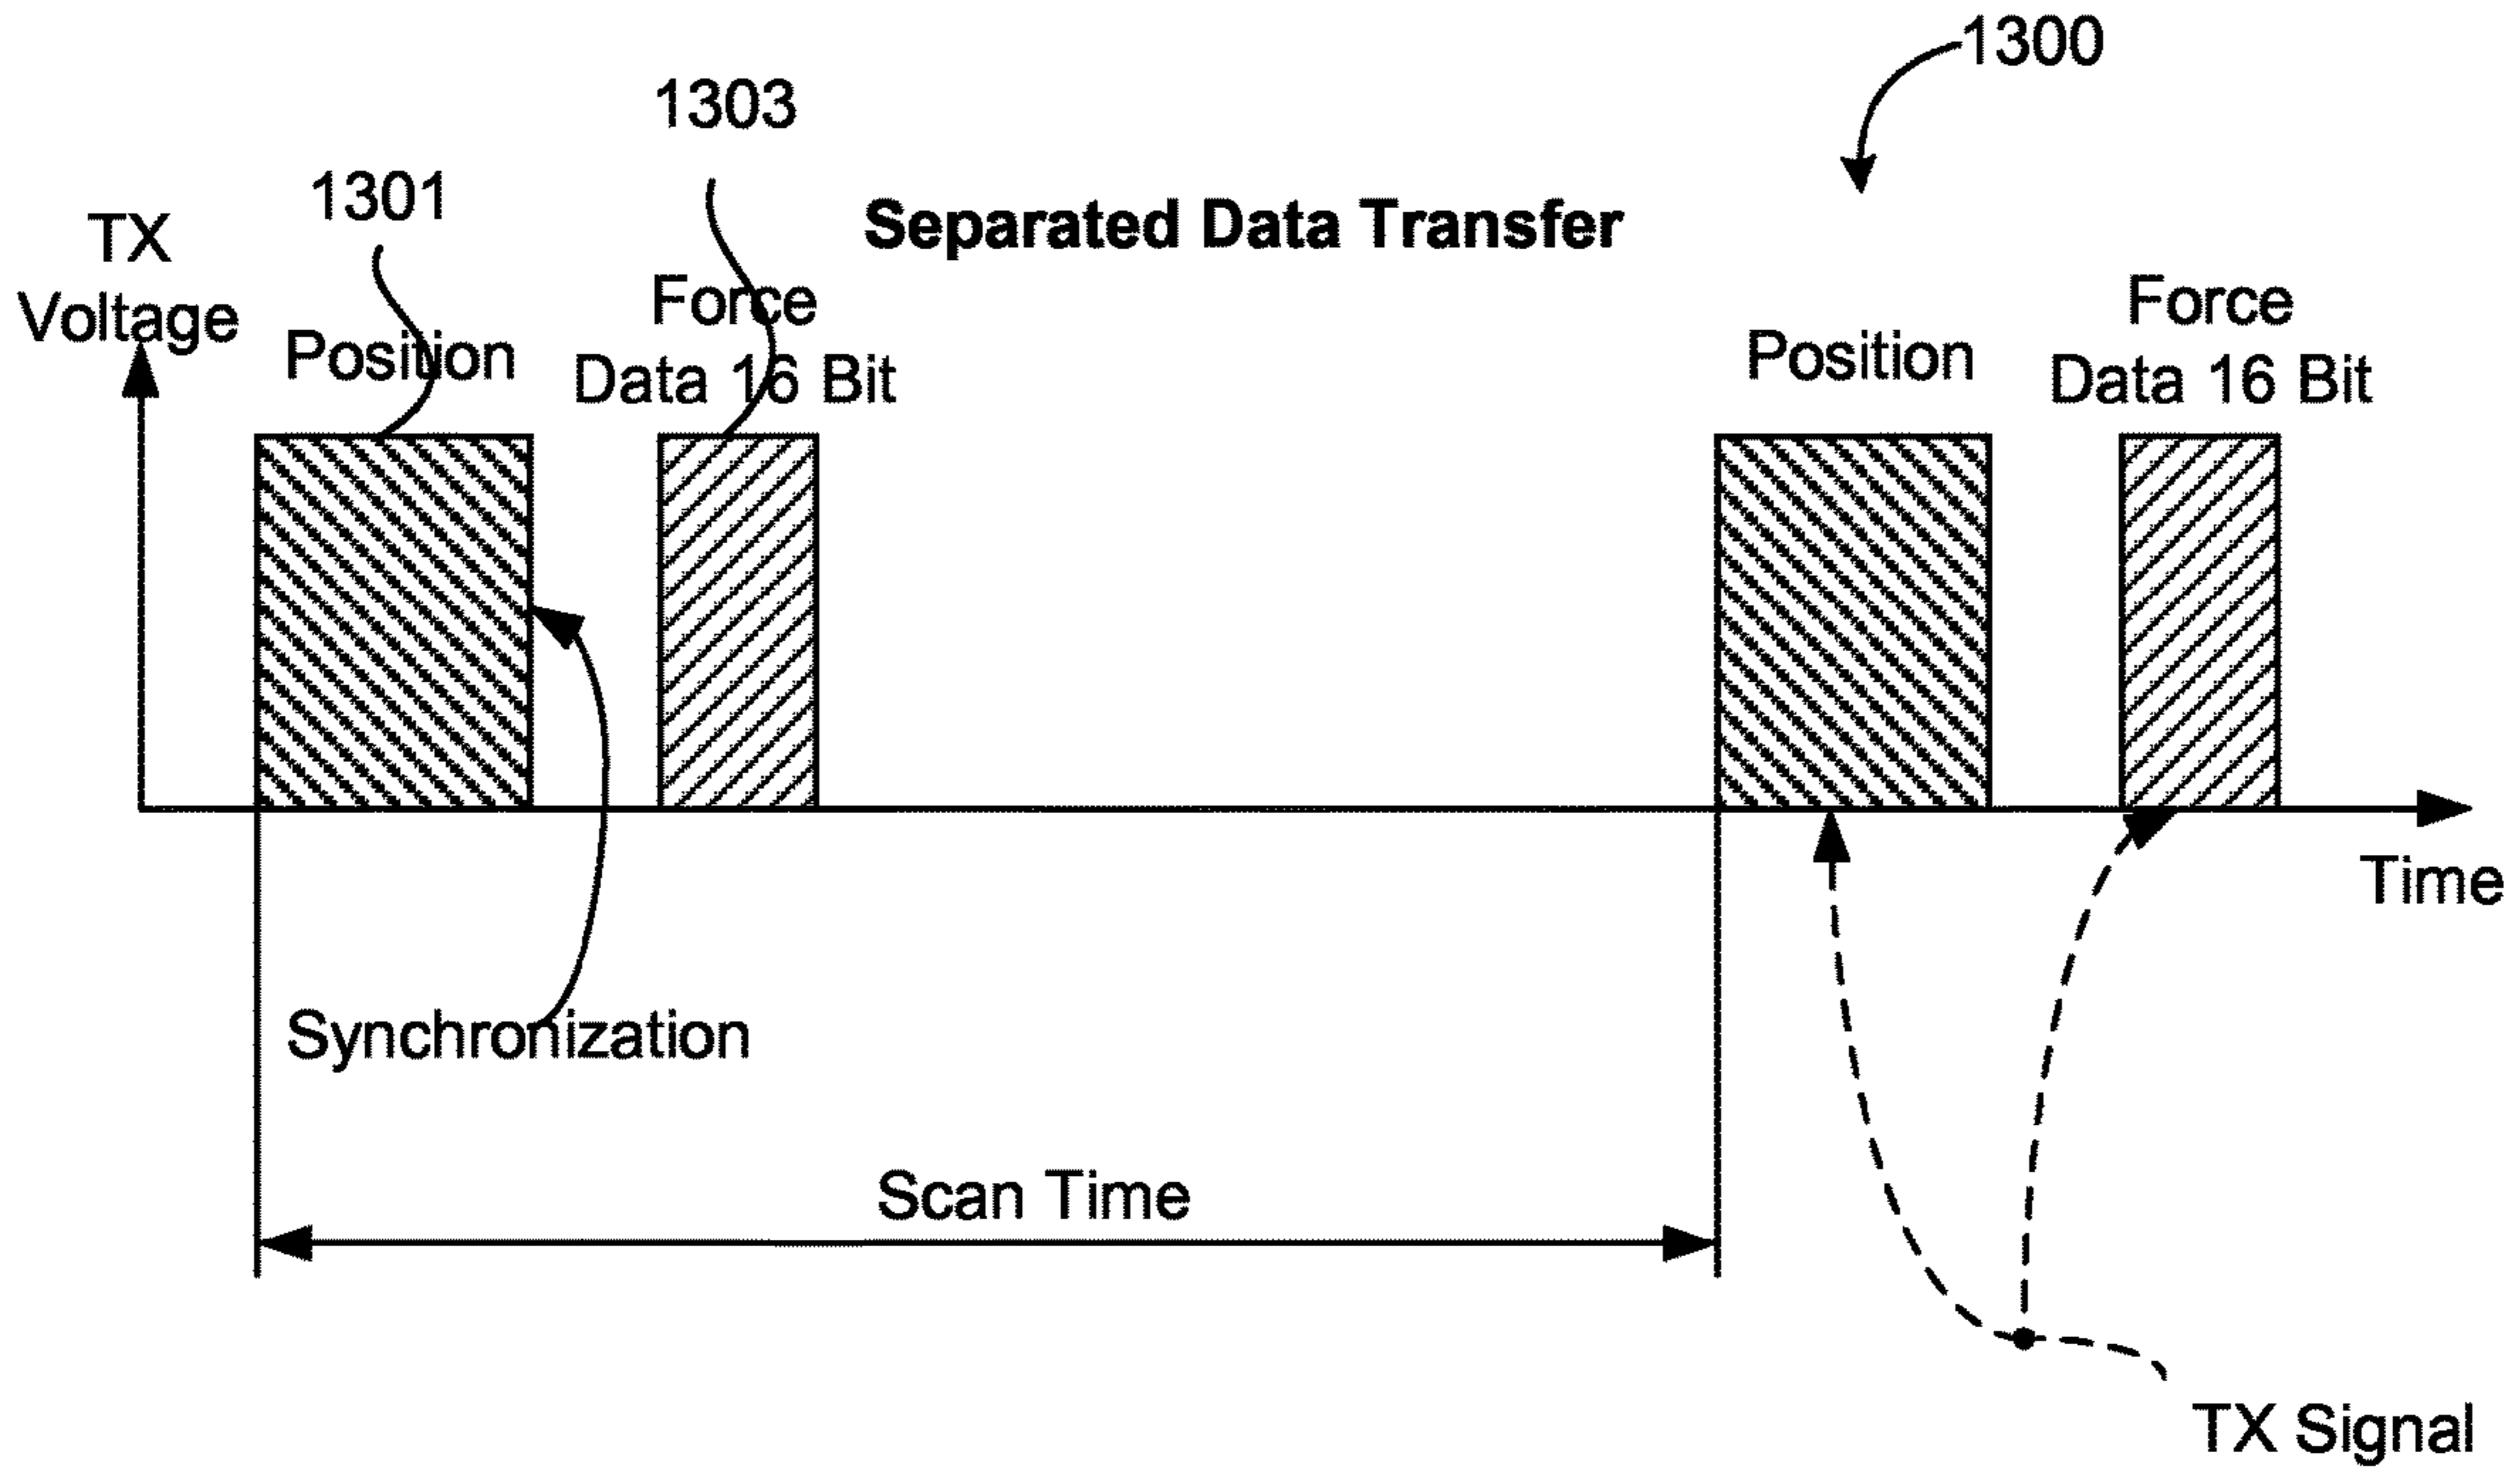 1300
1303
1301
Separated Data Transfer
TX
Voltage
Position
Force
Data 16 Bit
Position
Force
Data 16 Bit
Time
Synchronization
Scan Time
TX Signal